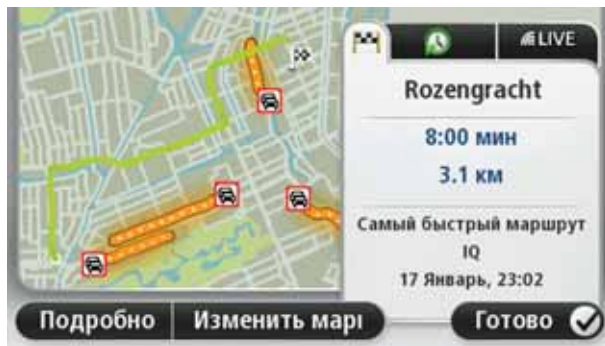 LIVE
Rozengracht
8:00 мин
3.1 км
Самый быстрый маршрут
IQ
17 Январь, 23:02
Подробно
Изменить марі
Готово